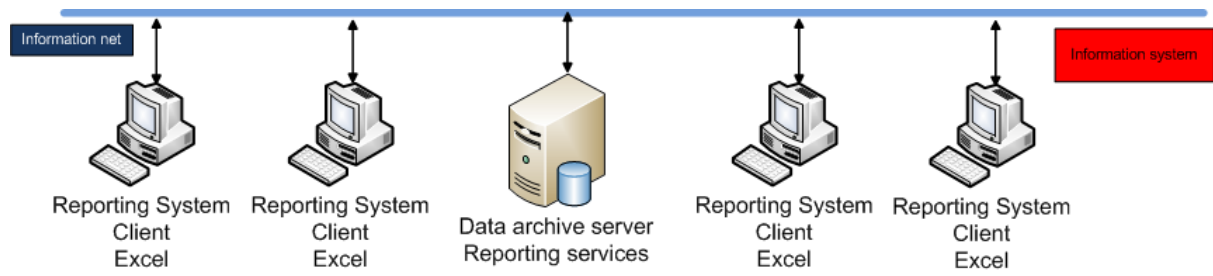 Information net
Information system
Reporting System
Client
Excel
Reporting System
Client
Excel
Data archive server
Reporting services
Reporting System
Client
Excel
Reporting System
Client
Excel